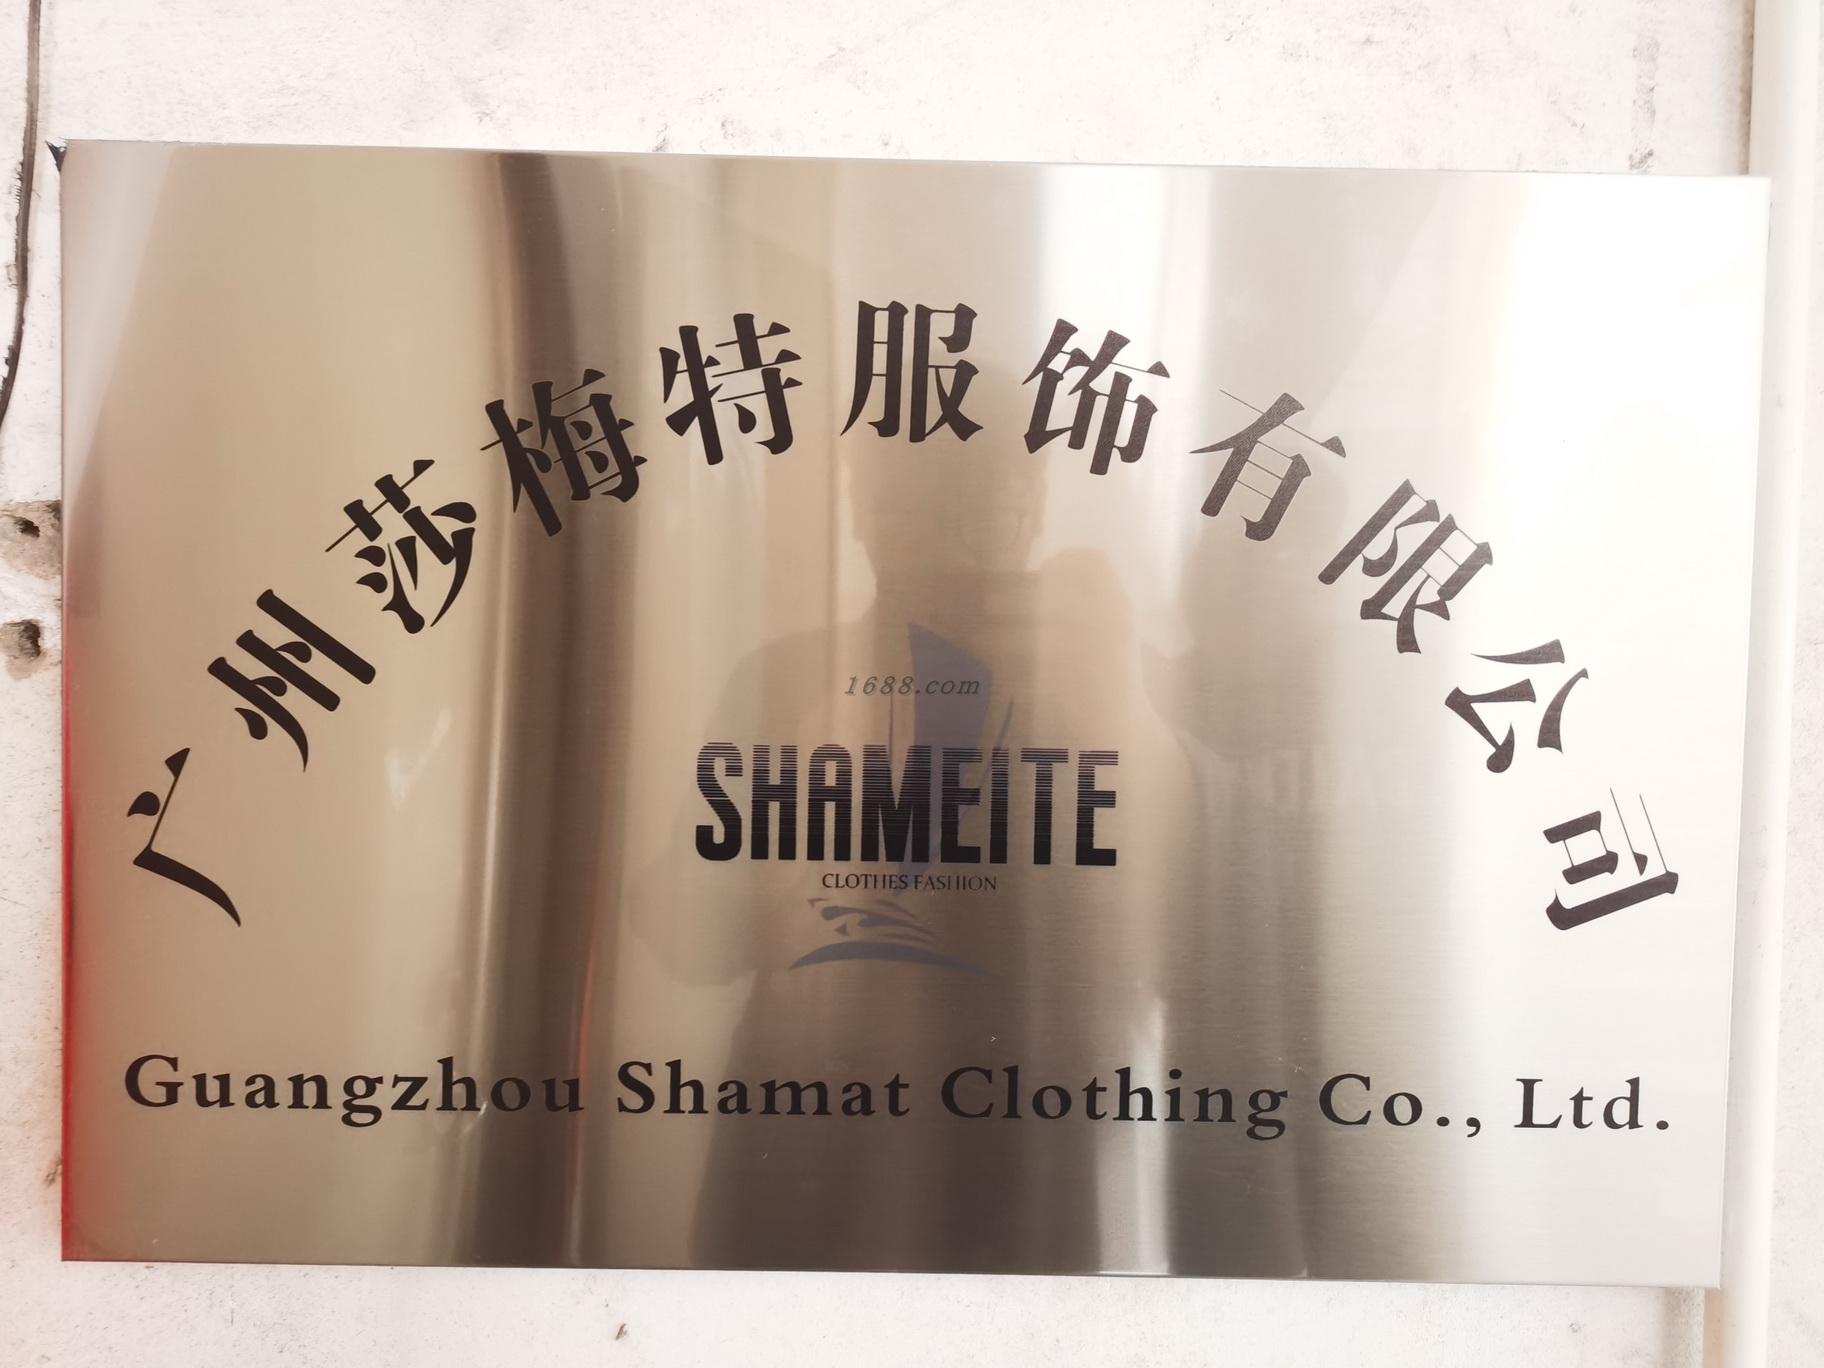 广州莎梅特服饰有限公司
1688.com
SHAMEITE
CLOTHES FASHION
Guangzhou Shamat Clothing Co., Ltd.